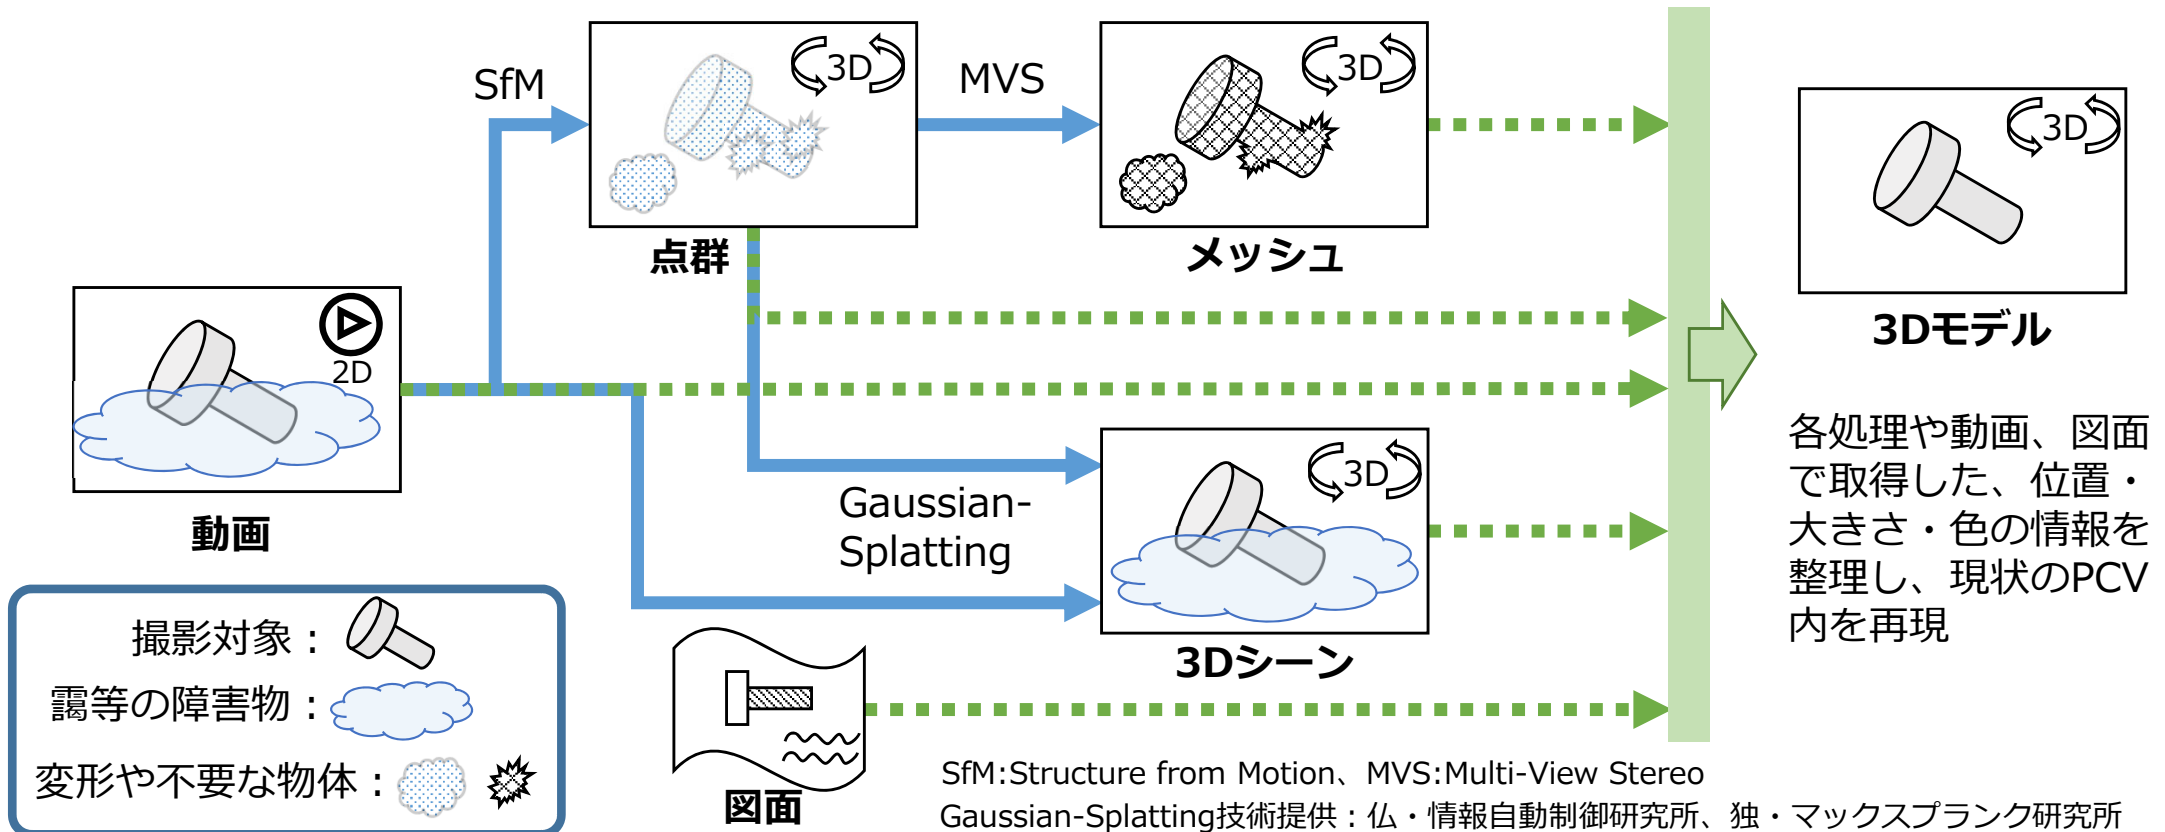 SfM
3D
MVS
3D
3D
点群
メッシュ
3Dモデル
2D
動画
Gaussian-
Splatting
3D
3Dシーン
各処理や動画、図面
で取得した、位置・
大きさ・色の情報を
整理し、現状のPCV
内を再現
撮影対象：
靄等の障害物：
変形や不要な物体：
図面
SfM:Structure from Motion、MVS:Multi-View Stereo
Gaussian-Splatting技術提供：仏・情報自動制御研究所、独・マックスプランク研究所